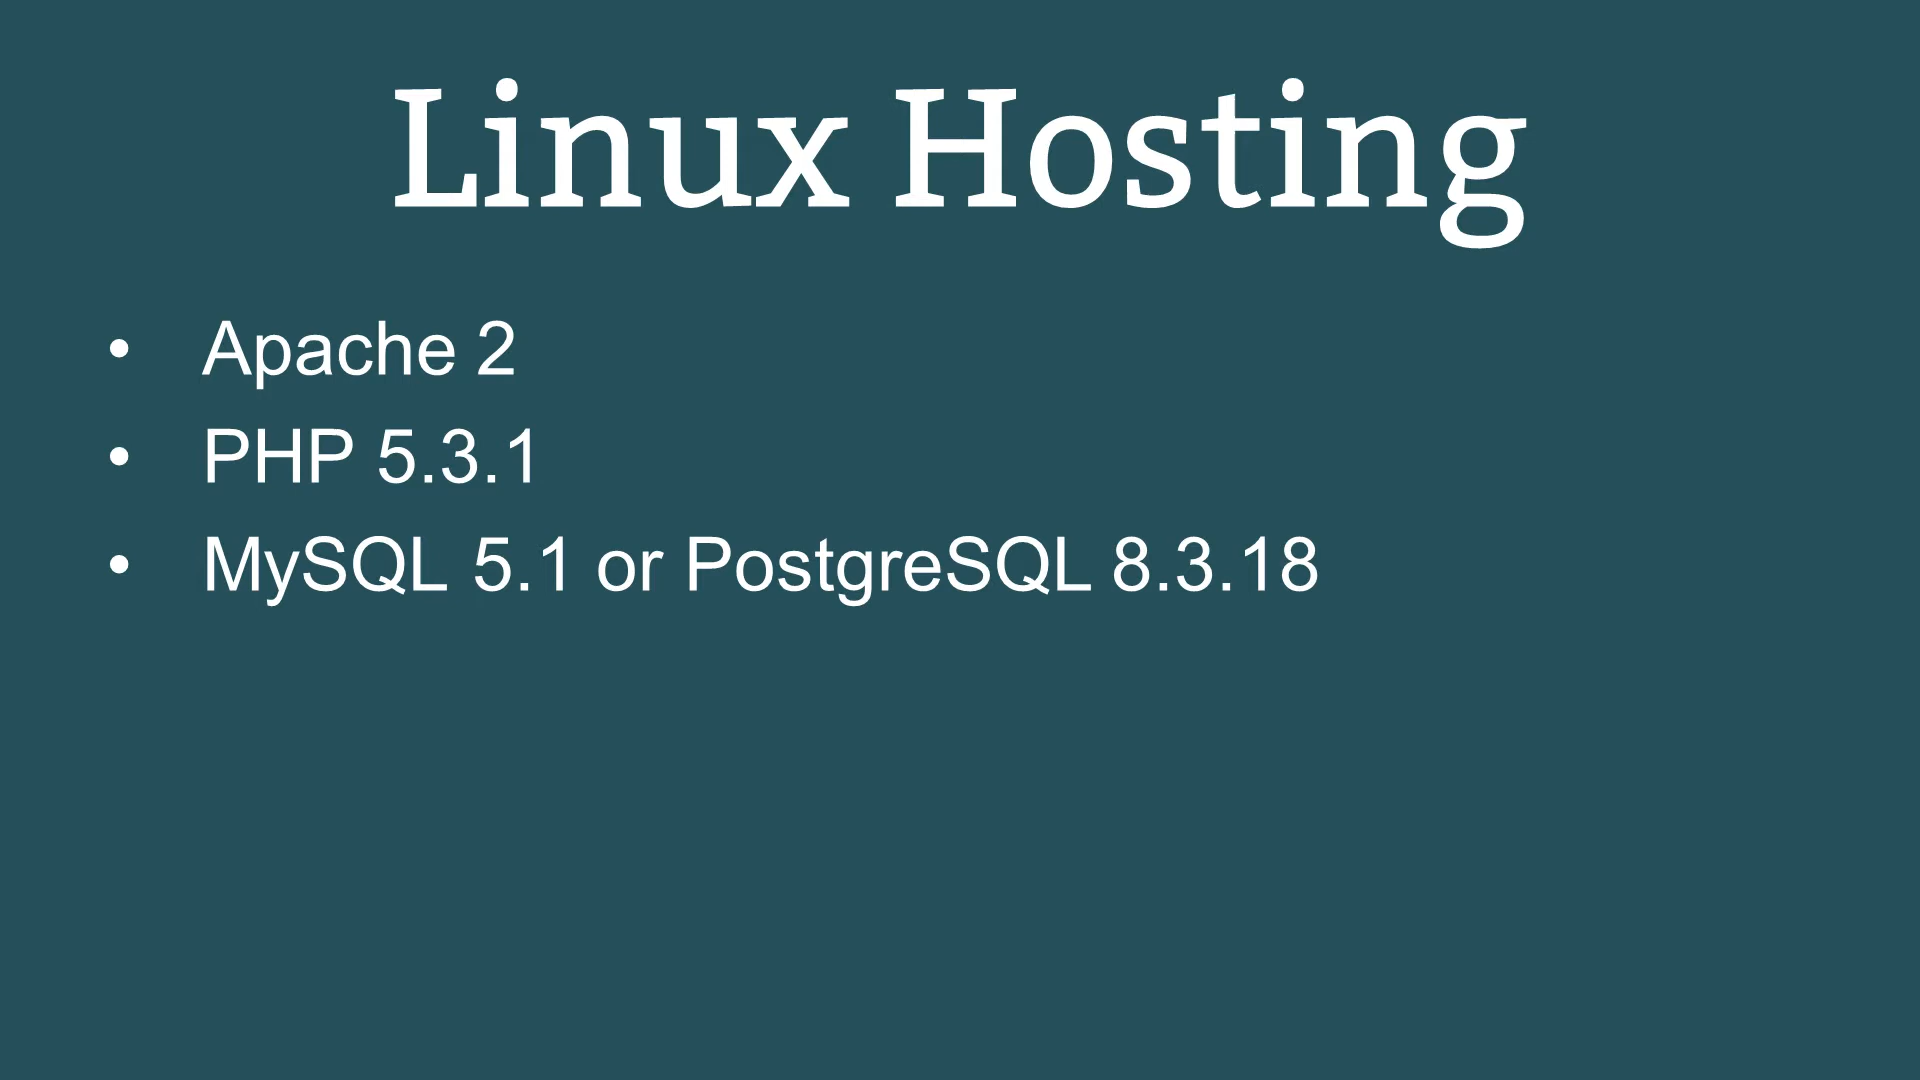 Linux Hosting
• Apache 2
• PHP 5.3.1
• MySQL 5.1 or PostgreSQL 8.3.18